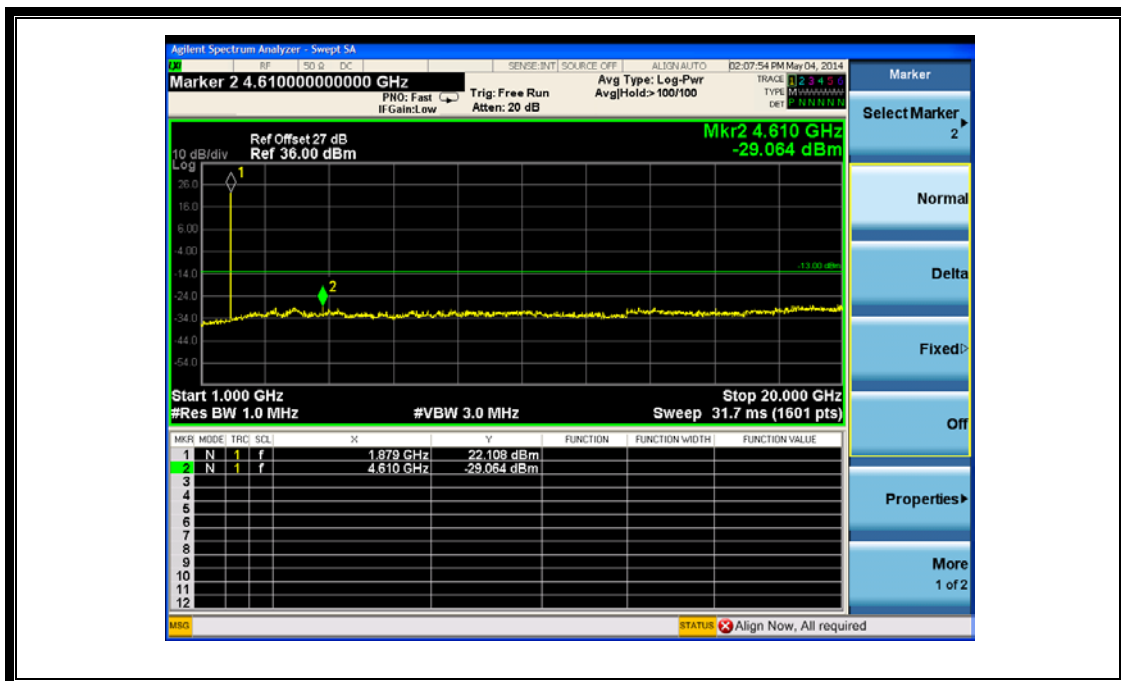 Agilent Spectrum Analyzer - Swept SA
RF 50 Ω DC SENSE:INT SOURCE OFF ALIGN AUTO 02:07:54 PM May 04, 2014
Marker 2 4.610000000000 GHz
PNO: Fast
IFGain:Low
Trig: Free Run
Atten: 20 dB
Avg Type: Log-Pwr
Avg|Hold:> 100/100
TRACE 1 2 3 4 5 6
TYPE M
DET P N N N N N
Mkr2 4.610 GHz
-29.064 dBm
Ref Offset 27 dB
10 dB/div Ref 36.00 dBm
Log
26.0
16.0
6.00
-4.00
-14.0
-24.0
-34.0
-44.0
-54.0
1
2
-13.00 dBm
Start 1.000 GHz Stop 20.000 GHz
#Res BW 1.0 MHz #VBW 3.0 MHz Sweep 31.7 ms (1601 pts)
MKR MODE TRC SCL X Y FUNCTION FUNCTION WIDTH FUNCTION VALUE
1 N 1 f 1.879 GHz 22.108 dBm
2 N 1 f 4.610 GHz -29.064 dBm
3
4
5
6
7
8
9
10
11
12
Marker
Select Marker
2
Normal
Delta
Fixed
Off
Properties
More
1 of 2
MSG STATUS Align Now, All required